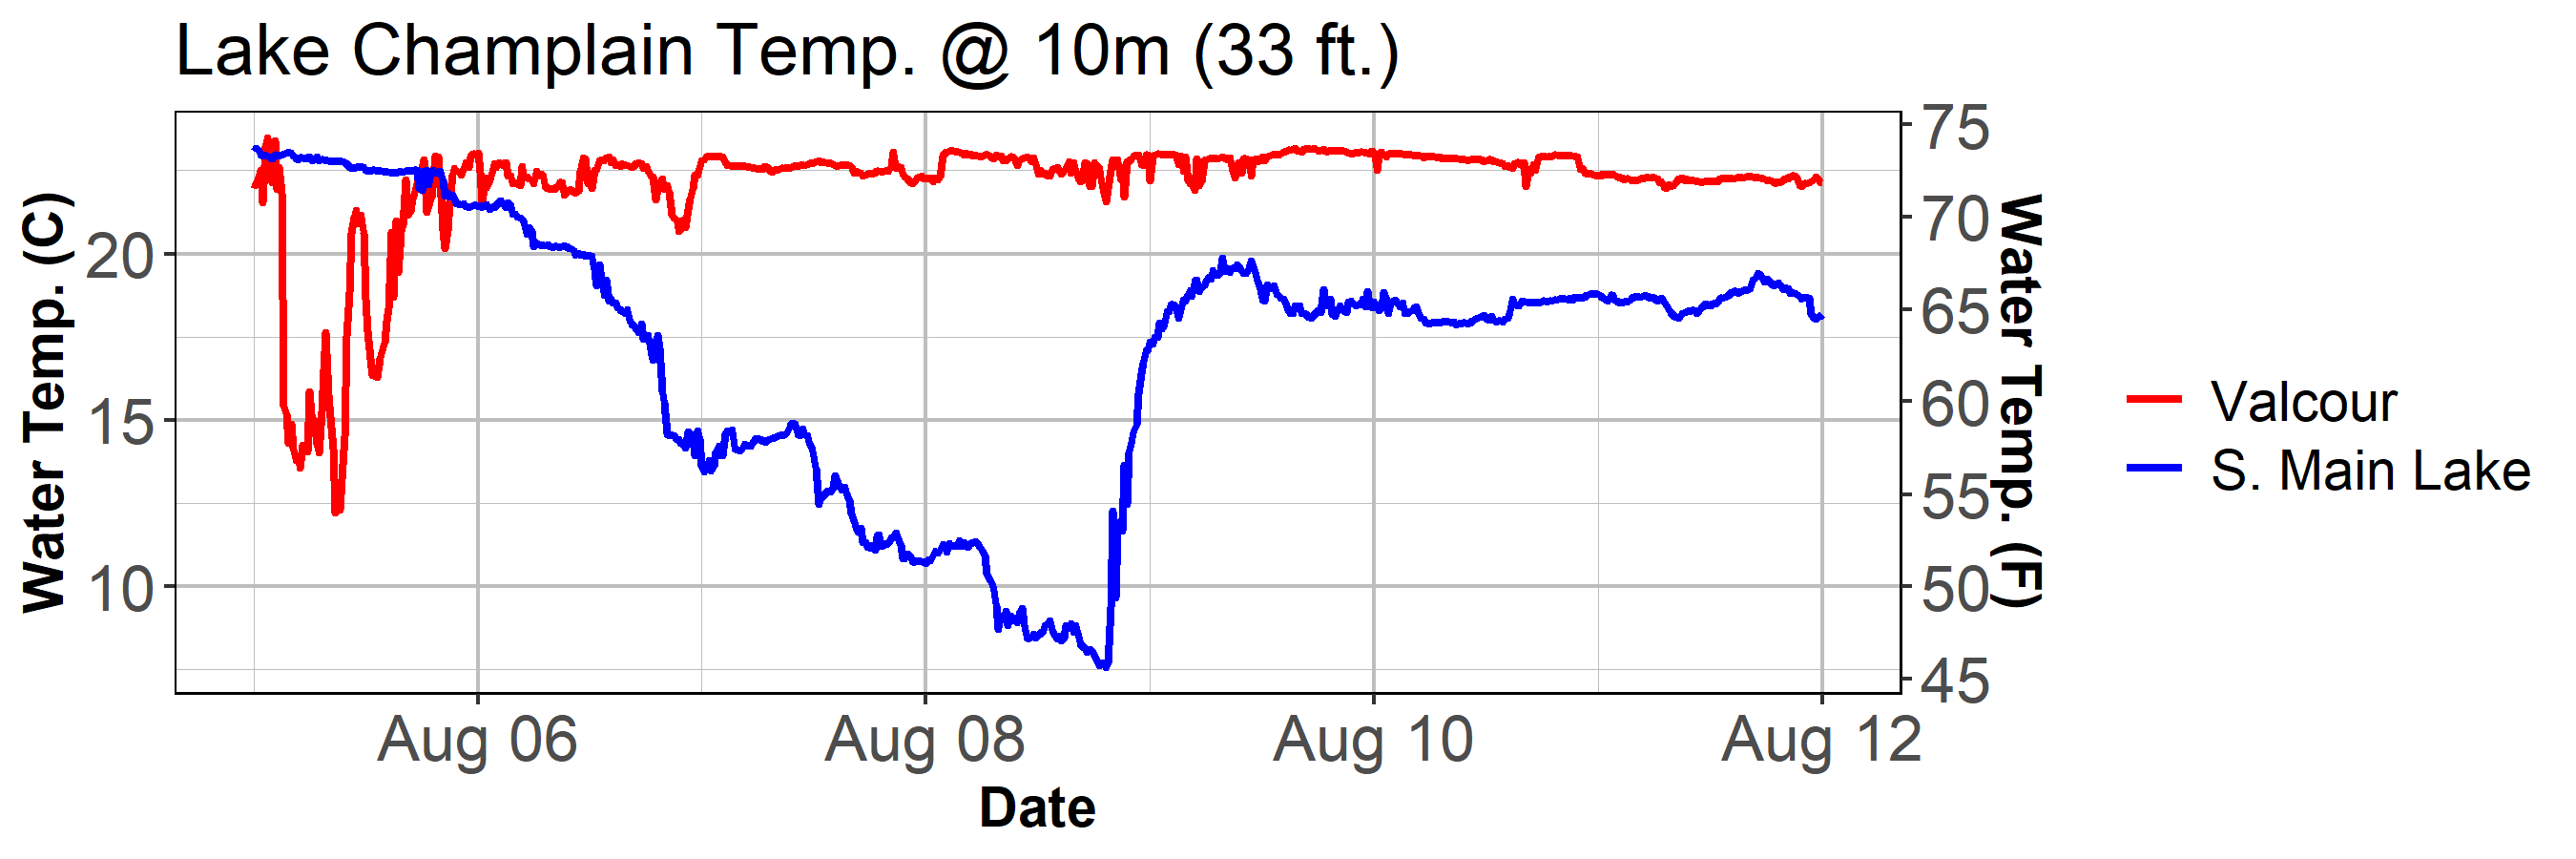 Lake Champlain Temp. @ 10m (33 ft.)
Water Temp. (C)
20
15
10
75
70
65
60
55
50
45
Water Temp. (F)
Aug 06
Aug 08
Aug 10
Aug 12
Date
Valcour
S. Main Lake